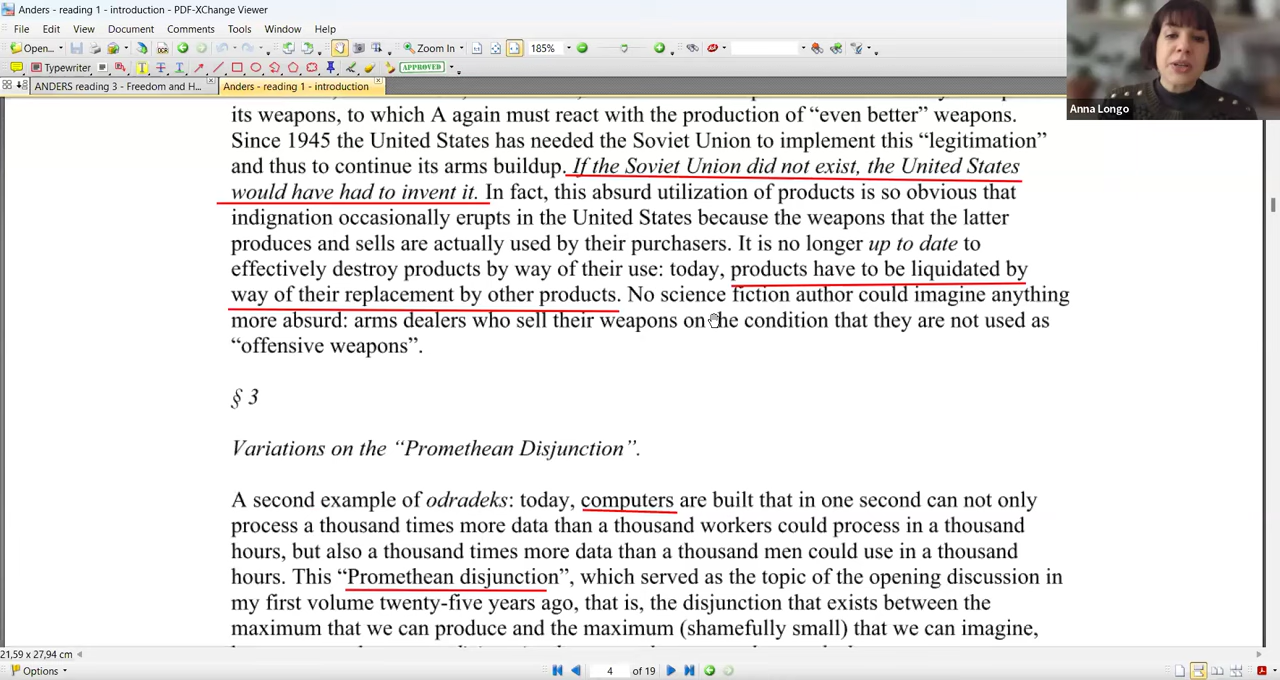 Anders - reading 1 - introduction - PDF-XChange Viewer
File Edit View Document Comments Tools Window Help
Open... Zoom In 185%
Typewriter APPROVED
ANDERS reading 3 - Freedom and H... Anders - reading 1 - introduction
Anna Longo
its weapons, to which A again must react with the production of “even better” weapons.
Since 1945 the United States has needed the Soviet Union to implement this “legitimation”
and thus to continue its arms buildup. If the Soviet Union did not exist, the United States
would have had to invent it. In fact, this absurd utilization of products is so obvious that
indignation occasionally erupts in the United States because the weapons that the latter
produces and sells are actually used by their purchasers. It is no longer up to date to
effectively destroy products by way of their use: today, products have to be liquidated by
way of their replacement by other products. No science fiction author could imagine anything
more absurd: arms dealers who sell their weapons on the condition that they are not used as
“offensive weapons”.
§ 3
Variations on the “Promethean Disjunction”.
A second example of odradeks: today, computers are built that in one second can not only
process a thousand times more data than a thousand workers could process in a thousand
hours, but also a thousand times more data than a thousand men could use in a thousand
hours. This “Promethean disjunction”, which served as the topic of the opening discussion in
my first volume twenty-five years ago, that is, the disjunction that exists between the
maximum that we can produce and the maximum (shamefully small) that we can imagine,
21,59 x 27,94 cm
Options 4 of 19